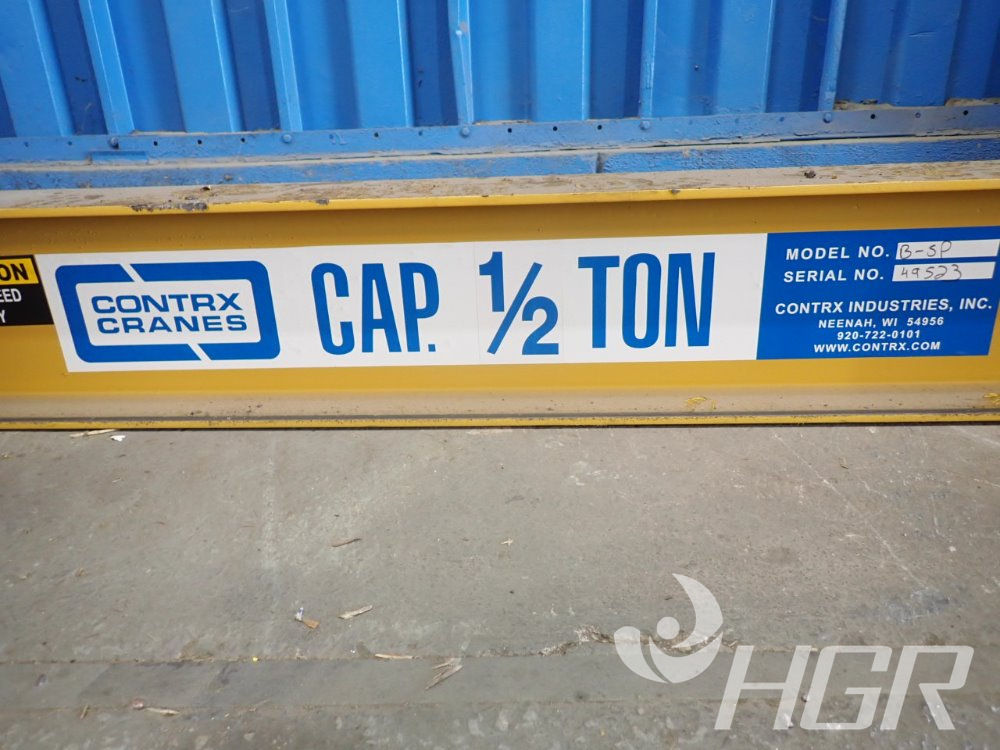 ON
EED
Y
CONTRX
CRANES
CAP. 1/2 TON
MODEL NO. B-SP
SERIAL NO. 49523
CONTRX INDUSTRIES, INC.
NEENAH, WI 54956
920-722-0101
WWW.CONTRX.COM
HGR